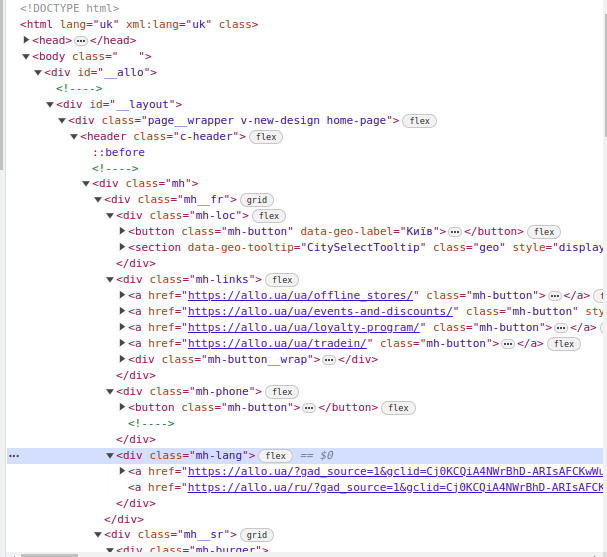 <!DOCTYPE html>
<html lang="uk" xml:lang="uk" class>
<head> ••• </head>
<body class="   ">
<div id="__allo">
<!---->
<div id="__layout">
<div class="page__wrapper v-new-design home-page"> flex
<header class="c-header"> flex
::before
<!---->
<div class="mh">
<div class="mh__fr"> grid
<div class="mh-loc"> flex
<button class="mh-button" data-geo-label="Київ"> ••• </button> flex
<section data-geo-tooltip="CitySelectTooltip" class="geo" style="display
</div>
<div class="mh-links"> flex
<a href="https://allo.ua/ua/offline_stores/" class="mh-button"> ••• </a> f
<a href="https://allo.ua/ua/events-and-discounts/" class="mh-button" sty
<a href="https://allo.ua/ua/loyalty-program/" class="mh-button"> ••• </a>
<a href="https://allo.ua/ua/tradein/" class="mh-button"> ••• </a> flex
<div class="mh-button__wrap"> ••• </div>
</div>
<div class="mh-phone"> flex
<button class="mh-button"> ••• </button> flex
<!---->
</div>
••• <div class="mh-lang"> flex == $0
<a href="https://allo.ua/?gad_source=1&gclid=Cj0KCQiA4NWrBhD-ARIsAFCKwWu
<a href="https://allo.ua/ru/?gad_source=1&gclid=Cj0KCQiA4NWrBhD-ARIsAFCK
</div>
</div>
<div class="mh__sr"> grid
<div class="mh-burger">